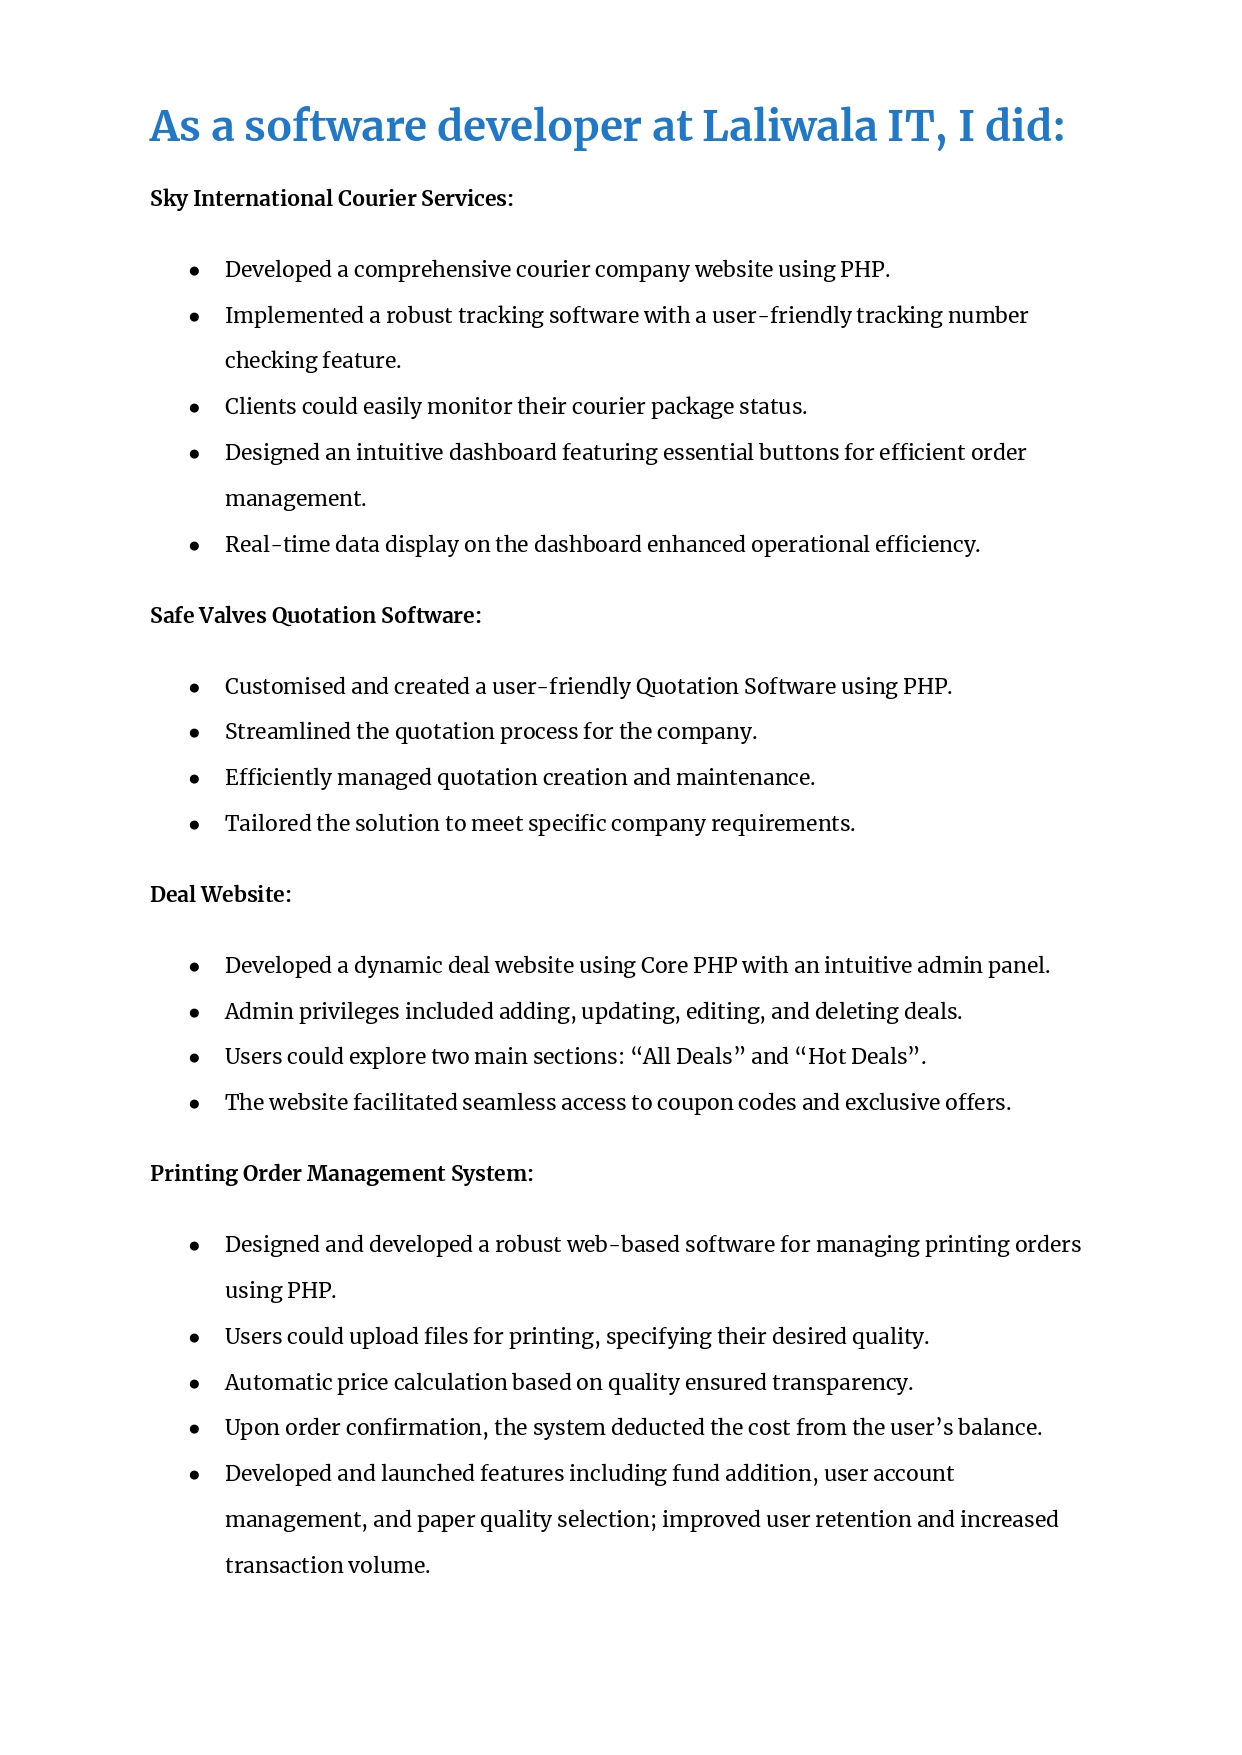 As a software developer at Laliwala IT, I did:
Sky International Courier Services:
● Developed a comprehensive courier company website using PHP.
● Implemented a robust tracking software with a user-friendly tracking number
checking feature.
● Clients could easily monitor their courier package status.
● Designed an intuitive dashboard featuring essential buttons for efficient order
management.
● Real-time data display on the dashboard enhanced operational efficiency.
Safe Valves Quotation Software:
● Customised and created a user-friendly Quotation Software using PHP.
● Streamlined the quotation process for the company.
● Efficiently managed quotation creation and maintenance.
● Tailored the solution to meet specific company requirements.
Deal Website:
● Developed a dynamic deal website using Core PHP with an intuitive admin panel.
● Admin privileges included adding, updating, editing, and deleting deals.
● Users could explore two main sections: “All Deals” and “Hot Deals”.
● The website facilitated seamless access to coupon codes and exclusive offers.
Printing Order Management System:
● Designed and developed a robust web-based software for managing printing orders
using PHP.
● Users could upload files for printing, specifying their desired quality.
● Automatic price calculation based on quality ensured transparency.
● Upon order confirmation, the system deducted the cost from the user’s balance.
● Developed and launched features including fund addition, user account
management, and paper quality selection; improved user retention and increased
transaction volume.